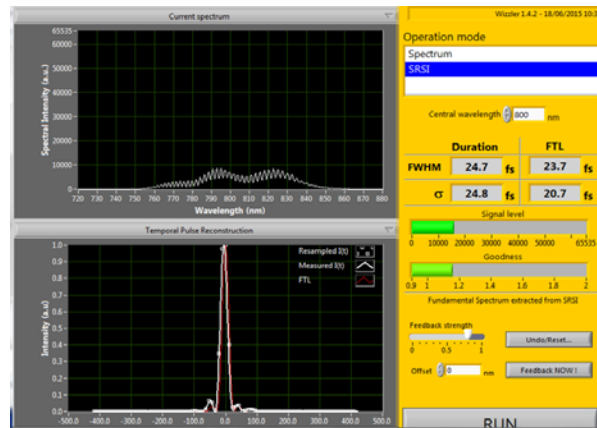 Current spectrum
Wizzler 1.4.2 - 18/06/2015 10:3
65535
60000
50000
40000
30000
20000
10000
0
Spectral Intensity (a.u.)
720 730 740 750 760 770 780 790 800 810 820 830 840 850 860 870 880
Wavelength (nm)
Operation mode
Spectrum
SRSI
Central wavelength 800 nm
Duration FTL
FWHM 24.7 fs 23.7 fs
σ 24.8 fs 20.7 fs
Signal level
0 10000 20000 30000 40000 50000 65535
Goodness
0.9 1 1.2 1.4 1.6 1.8 2
Fundamental Spectrum extracted from SRSI
Feedback strength
0 0.5 1
Undo/Reset...
Offset 0 nm
Feedback NOW !
RUN
Temporal Pulse Reconstruction
Resampled I(t)
Measured I(t)
FTL
1.0
0.9
0.8
0.7
0.6
0.5
0.4
0.3
0.2
0.1
0.0
Intensity (a.u)
-500.0 -400.0 -300.0 -200.0 -100.0 0.0 100.0 200.0 300.0 400.0 500.0